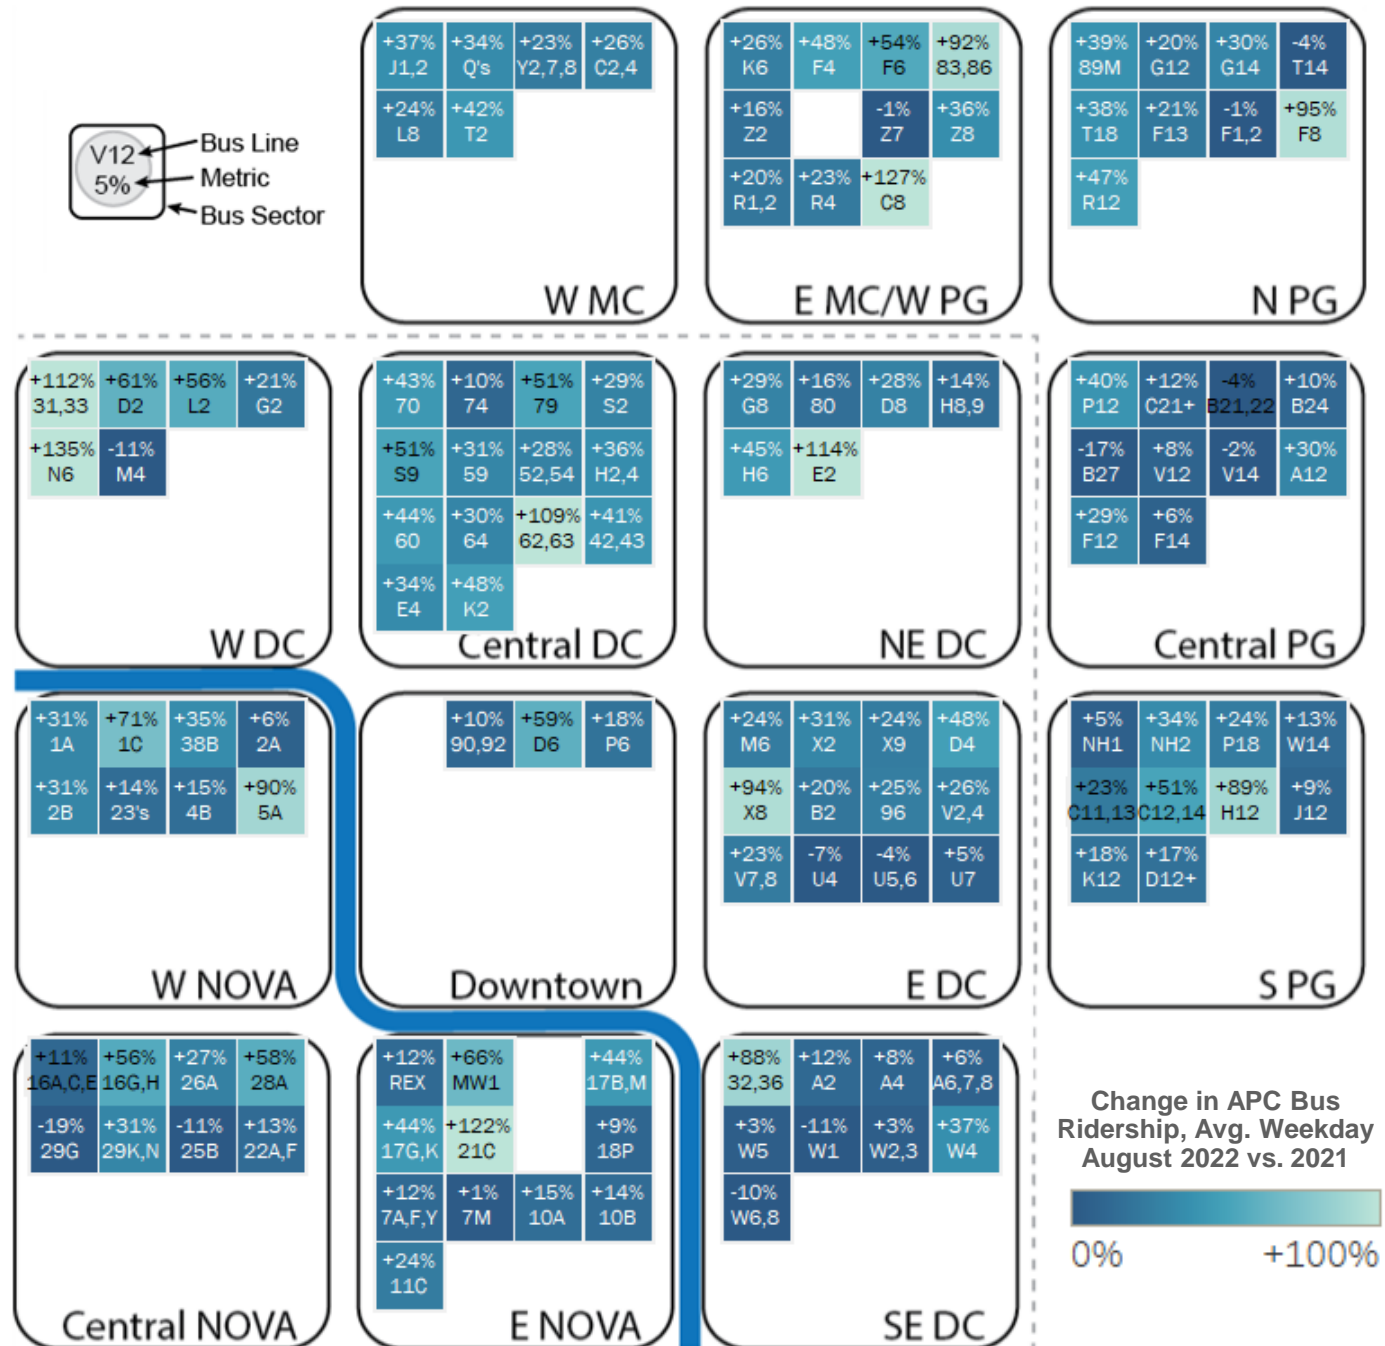 V12
5%
Bus Line
Metric
Bus Sector
+37% +34% +23% +26%
J1,2 Q's Y2,7,8 C2,4
+24% +42%
L8 T2
W MC
+26% +48% +54% +92%
K6 F4 F6 83,86
+16% -1% +36%
Z2 Z7 Z8
+20% +23% +127%
R1,2 R4 C8
E MC/W PG
+39% +20% +30% -4%
89M G12 G14 T14
+38% +21% -1% +95%
T18 F13 F1,2 F8
+47%
R12
N PG
+112% +61% +56% +21%
31,33 D2 L2 G2
+135% -11%
N6 M4
W DC
+43% +10% +51% +29%
70 74 79 S2
+51% +31% +28% +36%
S9 59 52,54 H2,4
+44% +30% +109% +41%
60 64 62,63 42,43
+34% +48%
E4 K2
Central DC
+29% +16% +28% +14%
G8 80 D8 H8,9
+45% +114%
H6 E2
NE DC
+40% +12% -4% +10%
P12 C21+ B21,22 B24
-17% +8% -2% +30%
B27 V12 V14 A12
+29% +6%
F12 F14
Central PG
+31% +71% +35% +6%
1A 1C 38B 2A
+31% +14% +15% +90%
2B 23's 4B 5A
W NOVA
+10% +59% +18%
90,92 D6 P6
Downtown
+24% +31% +24% +48%
M6 X2 X9 D4
+94% +20% +25% +26%
X8 B2 96 V2,4
+23% -7% -4% +5%
V7,8 U4 U5,6 U7
E DC
+5% +34% +24% +13%
NH1 NH2 P18 W14
+23% +51% +89% +9%
C11,13 C12,14 H12 J12
+18% +17%
K12 D12+
S PG
+11% +56% +27% +58%
16A,C,E 16G,H 26A 28A
-19% +31% -11% +13%
29G 29K,N 25B 22A,F
Central NOVA
+12% +66% +44%
REX MW1 17B,M
+44% +122% +9%
17G,K 21C 18P
+12% +1% +15% +14%
7A,F,Y 7M 10A 10B
+24%
11C
E NOVA
+88% +12% +8% +6%
32,36 A2 A4 A6,7,8
+3% -11% +3% +37%
W5 W1 W2,3 W4
-10%
W6,8
SE DC
Change in APC Bus
Ridership, Avg. Weekday
August 2022 vs. 2021
0% +100%